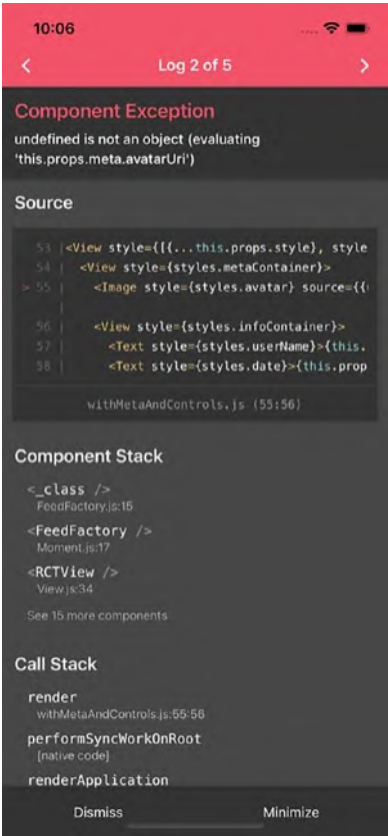 10:06
Log 2 of 5
Component Exception
undefined is not an object (evaluating
'this.props.meta.avatarUri')
Source
53 | <View style={[{...this.props.style}, style
54 | <View style={styles.metaContainer}>
> 55 | <Image style={styles.avatar} source={{
56 | <View style={styles.infoContainer}>
57 | <Text style={styles.userName}>{this.
58 | <Text style={styles.date}>{this.prop
withMetaAndControls.js (55:56)
Component Stack
<_class />
FeedFactory.js:15
<FeedFactory />
Moment.js:17
<RCTView />
View.js:34
See 15 more components
Call Stack
render
withMetaAndControls.js:55:56
performSyncWorkOnRoot
[native code]
renderApplication
Dismiss Minimize